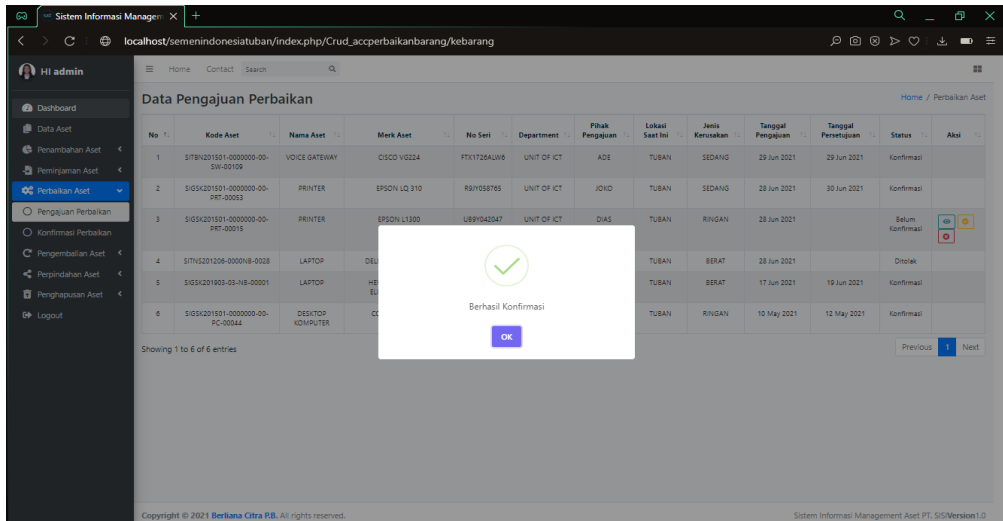 Sistem Informasi Managem
localhost/semenindonesiatuban/index.php/Crud_accperbaikanbarang/kebarang
HI admin
Home Contact Search
Dashboard
Data Aset
Penambahan Aset
Peminjaman Aset
Perbaikan Aset
Pengajuan Perbaikan
Konfirmasi Perbaikan
Pengembalian Aset
Perpindahan Aset
Penghapusan Aset
Logout
Data Pengajuan Perbaikan
Home / Perbaikan Aset
No Kode Aset Nama Aset Merk Aset No Seri Department Pihak Pengajuan Lokasi Saat Ini Jenis Kerusakan Tanggal Pengajuan Tanggal Persetujuan Status Aksi
1 SITBN201501-0000000-00-SW-00109 VOICE GATEWAY CISCO VG224 FTX1726ALW6 UNIT OF ICT ADE TUBAN SEDANG 29 Jun 2021 29 Jun 2021 Konfirmasi
2 SIGSK201501-0000000-00-PRT-00053 PRINTER EPSON LQ 310 R9JY058765 UNIT OF ICT JOKO TUBAN SEDANG 28 Jun 2021 30 Jun 2021 Konfirmasi
3 SIGSK201501-0000000-00-PRT-00015 PRINTER EPSON L1300 UB9Y042047 UNIT OF ICT DIAS TUBAN RINGAN 28 Jun 2021 Belum Konfirmasi
4 SITNS201206-0000NB-0028 LAPTOP TUBAN BERAT 28 Jun 2021 Ditolak
5 SIGSK201903-03-NB-00001 LAPTOP TUBAN BERAT 17 Jun 2021 19 Jun 2021 Konfirmasi
6 SIGSK201501-0000000-00-PC-00044 DESKTOP KOMPUTER TUBAN RINGAN 10 May 2021 12 May 2021 Konfirmasi
Berhasil Konfirmasi
OK
Showing 1 to 6 of 6 entries
Previous 1 Next
Copyright © 2021 Berliana Citra P.B. All rights reserved.
Sistem Informasi Management Aset PT. SISIVersion1.0